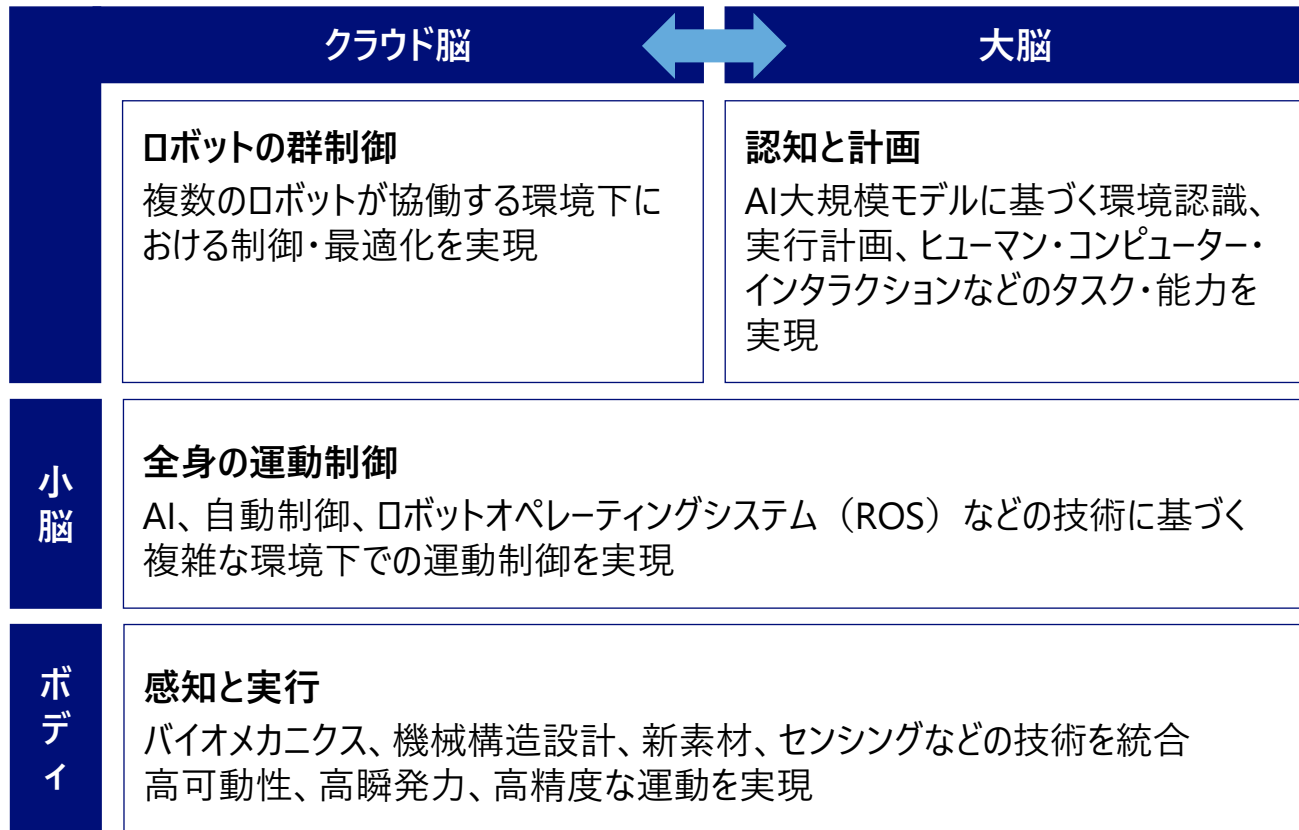 クラウド脳
大脳
ロボットの群制御
複数のロボットが協働する環境下に
おける制御・最適化を実現
認知と計画
AI大規模モデルに基づく環境認識、
実行計画、ヒューマン・コンピューター・
インタラクションなどのタスク・能力を
実現
小脳
全身の運動制御
AI、自動制御、ロボットオペレーティングシステム（ROS）などの技術に基づく
複雑な環境下での運動制御を実現
ボディ
感知と実行
バイオメカニクス、機械構造設計、新素材、センシングなどの技術を統合
高可動性、高瞬発力、高精度な運動を実現